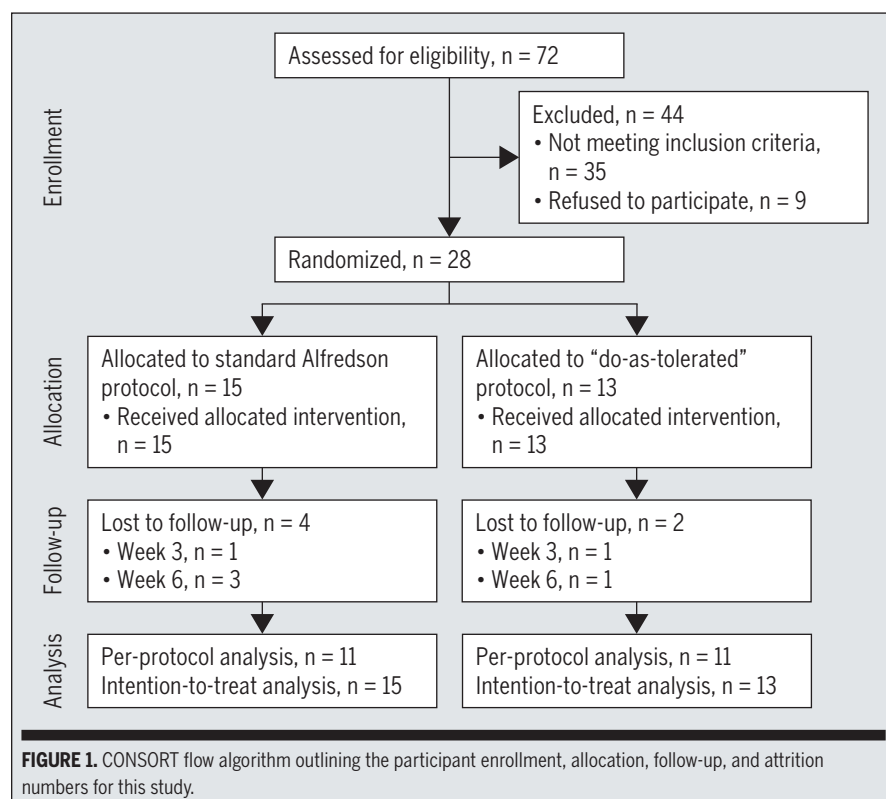 Assessed for eligibility, n = 72
Enrollment
Excluded, n = 44
• Not meeting inclusion criteria,
n = 35
• Refused to participate, n = 9
Randomized, n = 28
Allocation
Allocated to standard Alfredson
protocol, n = 15
• Received allocated intervention,
n = 15
Allocated to “do-as-tolerated”
protocol, n = 13
• Received allocated intervention,
n = 13
Follow-up
Lost to follow-up, n = 4
• Week 3, n = 1
• Week 6, n = 3
Lost to follow-up, n = 2
• Week 3, n = 1
• Week 6, n = 1
Analysis
Per-protocol analysis, n = 11
Intention-to-treat analysis, n = 15
Per-protocol analysis, n = 11
Intention-to-treat analysis, n = 13
FIGURE 1. CONSORT flow algorithm outlining the participant enrollment, allocation, follow-up, and attrition
numbers for this study.